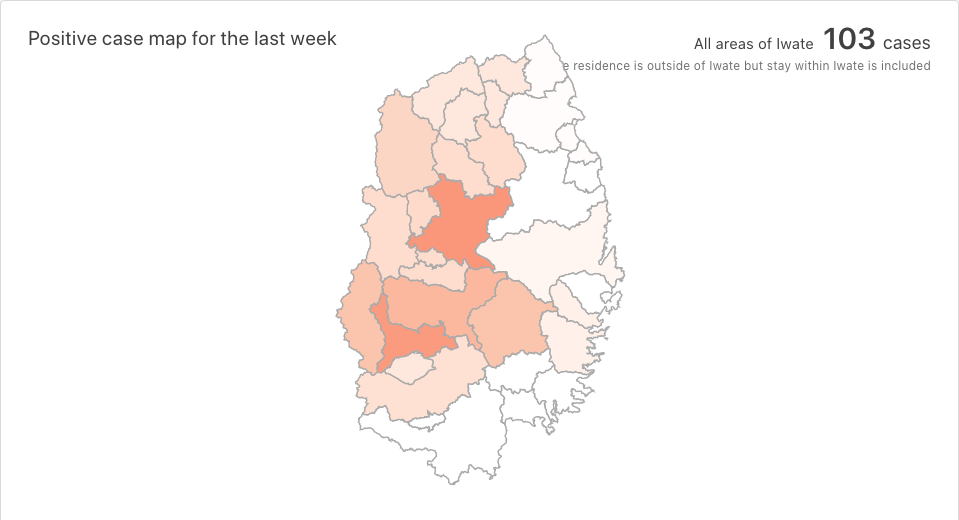 Positive case map for the last week
All areas of Iwate 103 cases
residence is outside of Iwate but stay within Iwate is included